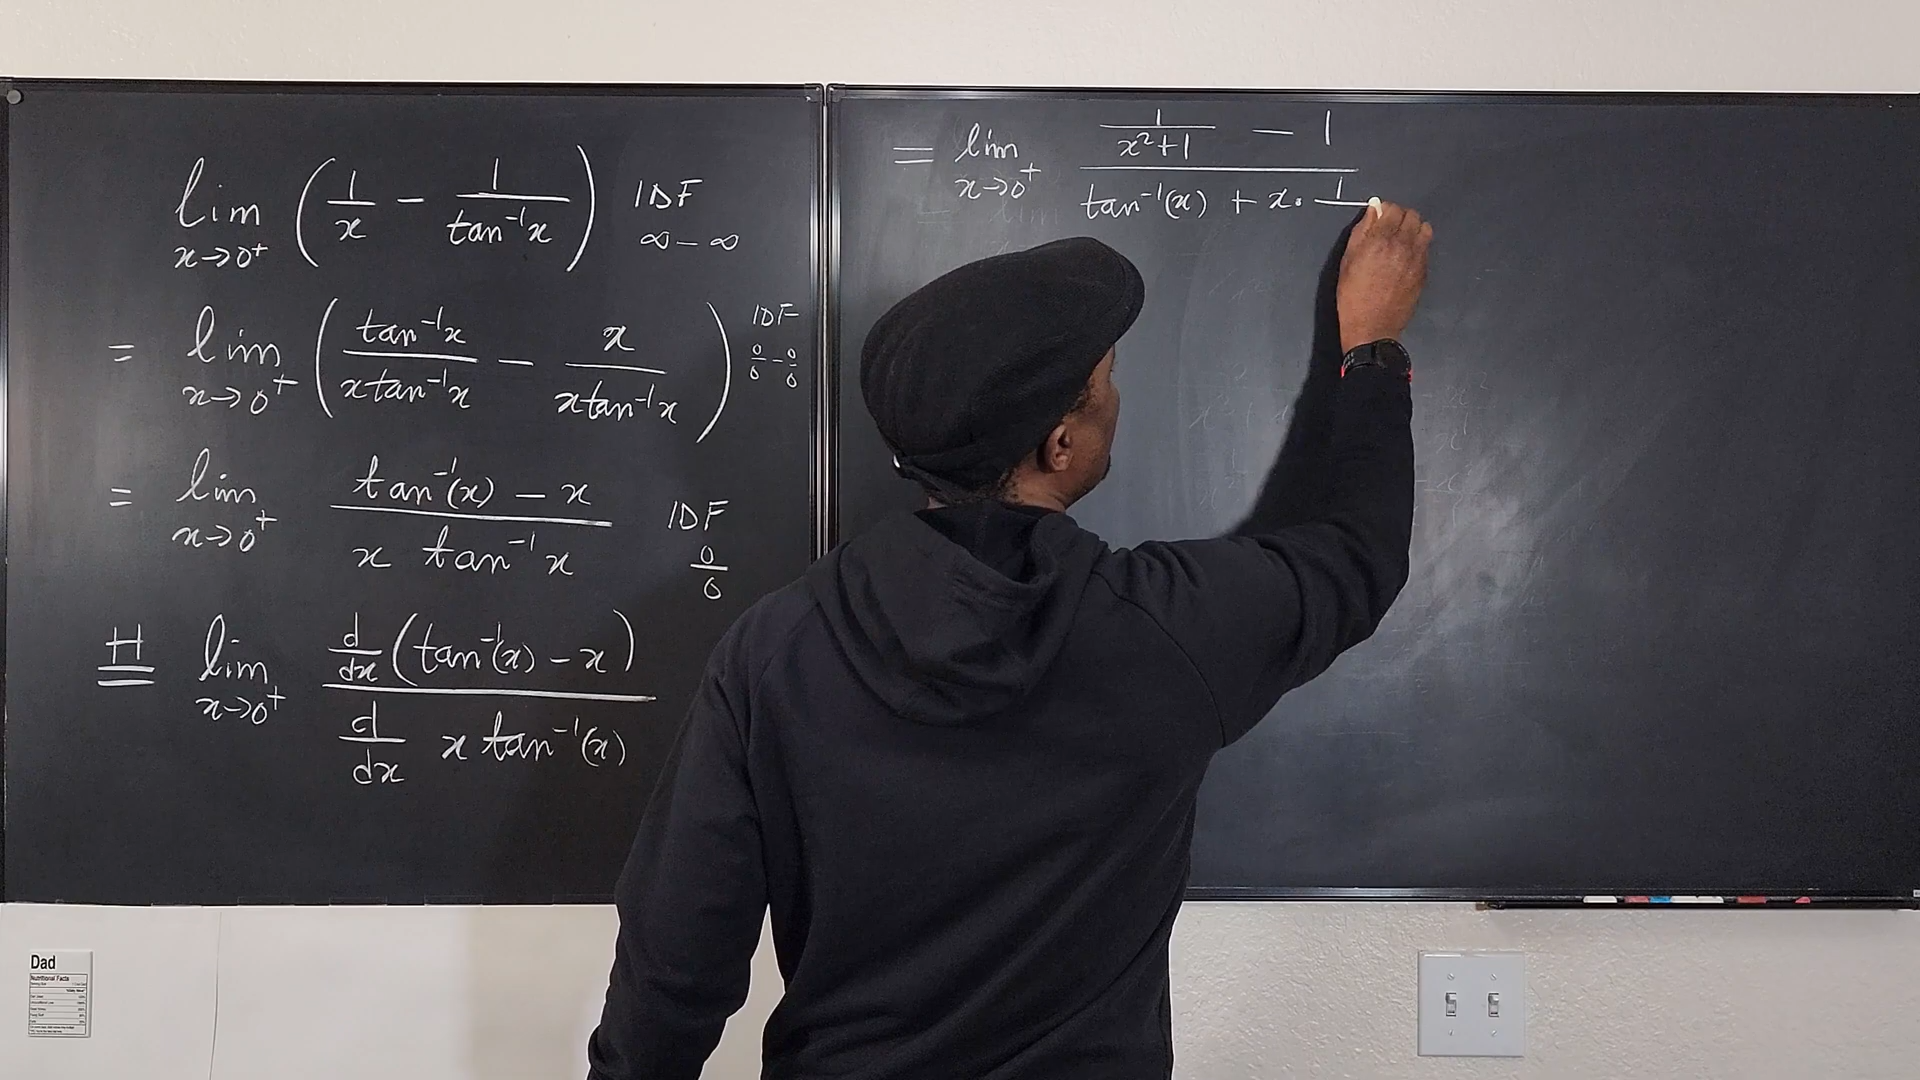 lim x→0⁺ (1/x − 1/tan⁻¹x) IDF ∞ − ∞
= lim x→0⁺ (tan⁻¹x/(x tan⁻¹x) − x/(x tan⁻¹x)) IDF 0/0 − 0/0
= lim x→0⁺ (tan⁻¹(x) − x)/(x tan⁻¹x) IDF 0/0
H= lim x→0⁺ (d/dx (tan⁻¹(x) − x))/(d/dx x tan⁻¹(x))
= lim x→0⁺ (1/(x²+1) − 1)/(tan⁻¹(x) + x · 1/
Dad
Nutritional Facts